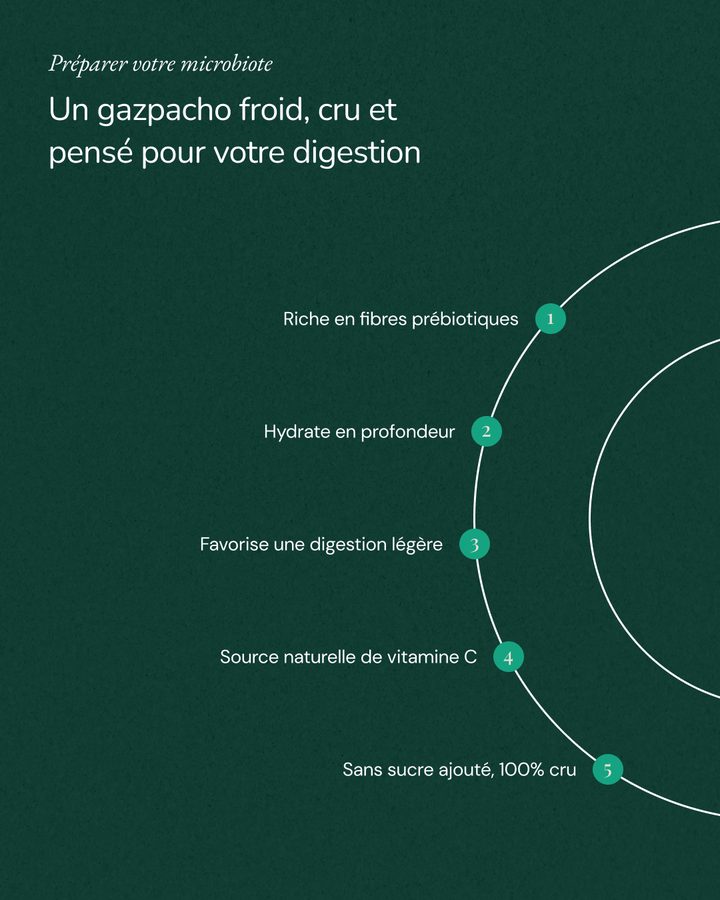 Préparer votre microbiote
Un gazpacho froid, cru et
pensé pour votre digestion
Riche en fibres prébiotiques 1
Hydrate en profondeur 2
Favorise une digestion légère 3
Source naturelle de vitamine C 4
Sans sucre ajouté, 100% cru 5